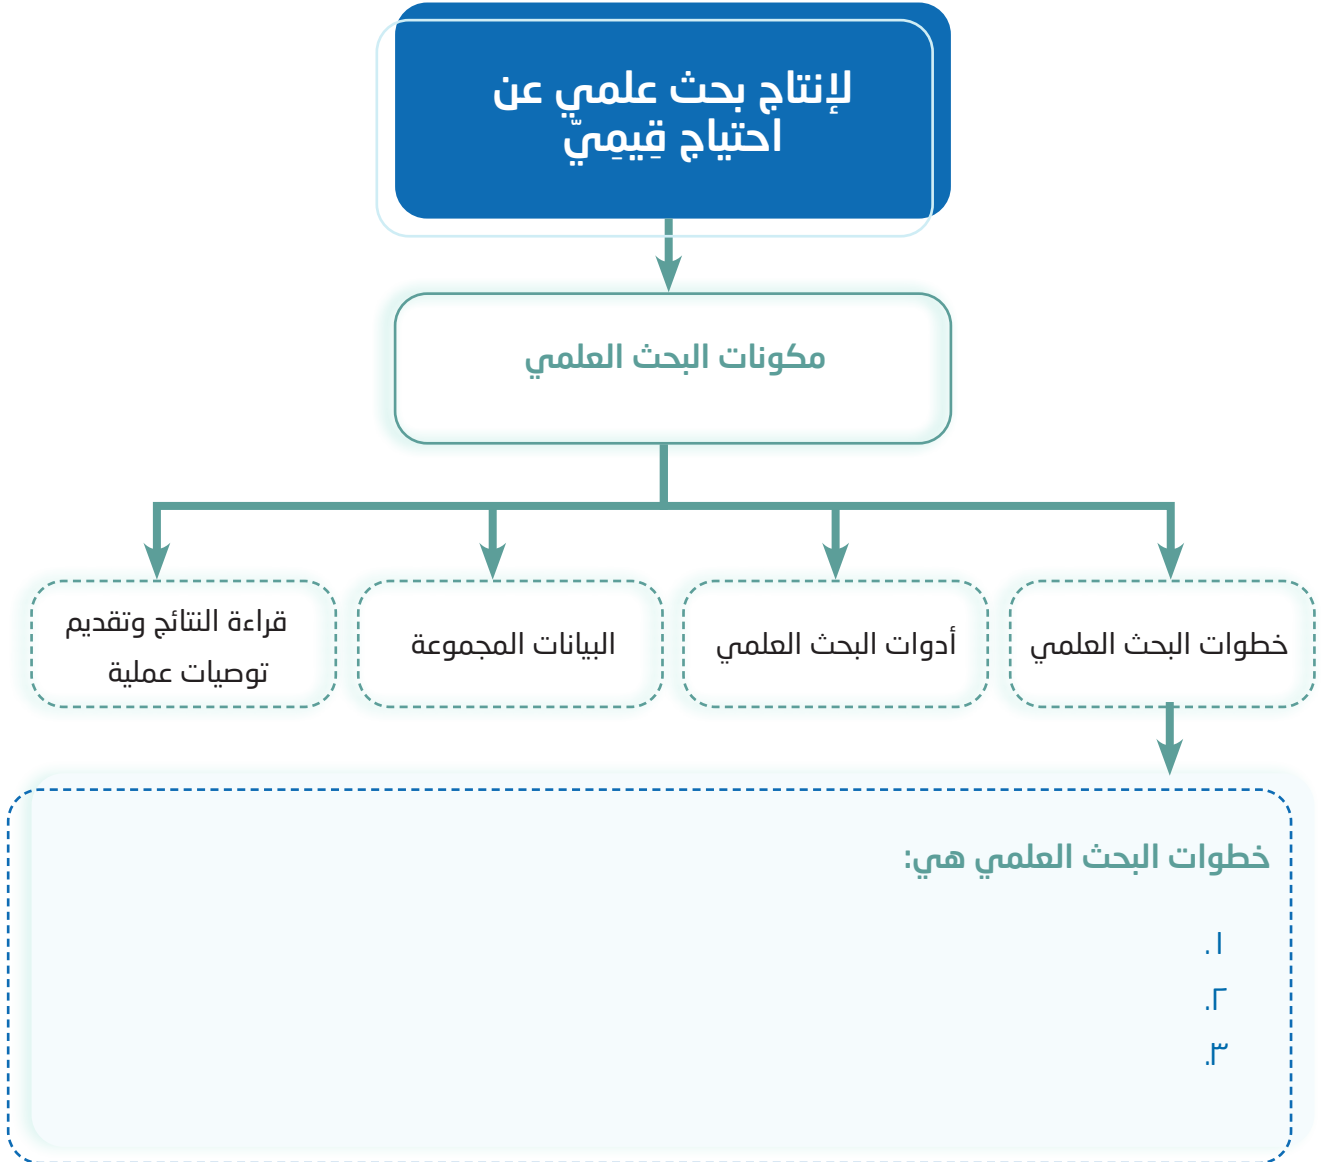 لإنتاج بحث علمي عن
احتياج قِيمِيّ
مكونات البحث العلمي
خطوات البحث العلمي
أدوات البحث العلمي
البيانات المجموعة
قراءة النتائج وتقديم
توصيات عملية
خطوات البحث العلمي هي:
١.
٢.
٣.